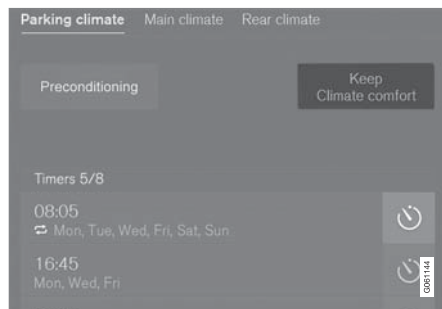 Parking climate Main climate Rear climate
Preconditioning
Keep
Climate comfort
Timers 5/8
08:05
Mon, Tue, Wed, Fri, Sat, Sun
16:45
Mon, Wed, Fri
G061144